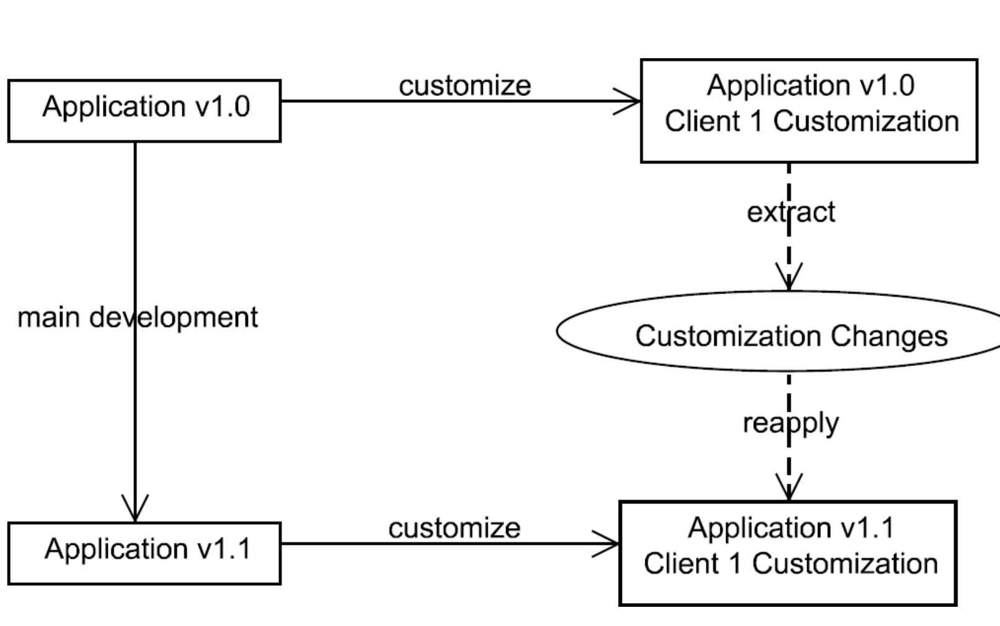 Application v1.0
customize
Application v1.0
Client 1 Customization
extract
main development
Customization Changes
reapply
Application v1.1
customize
Application v1.1
Client 1 Customization